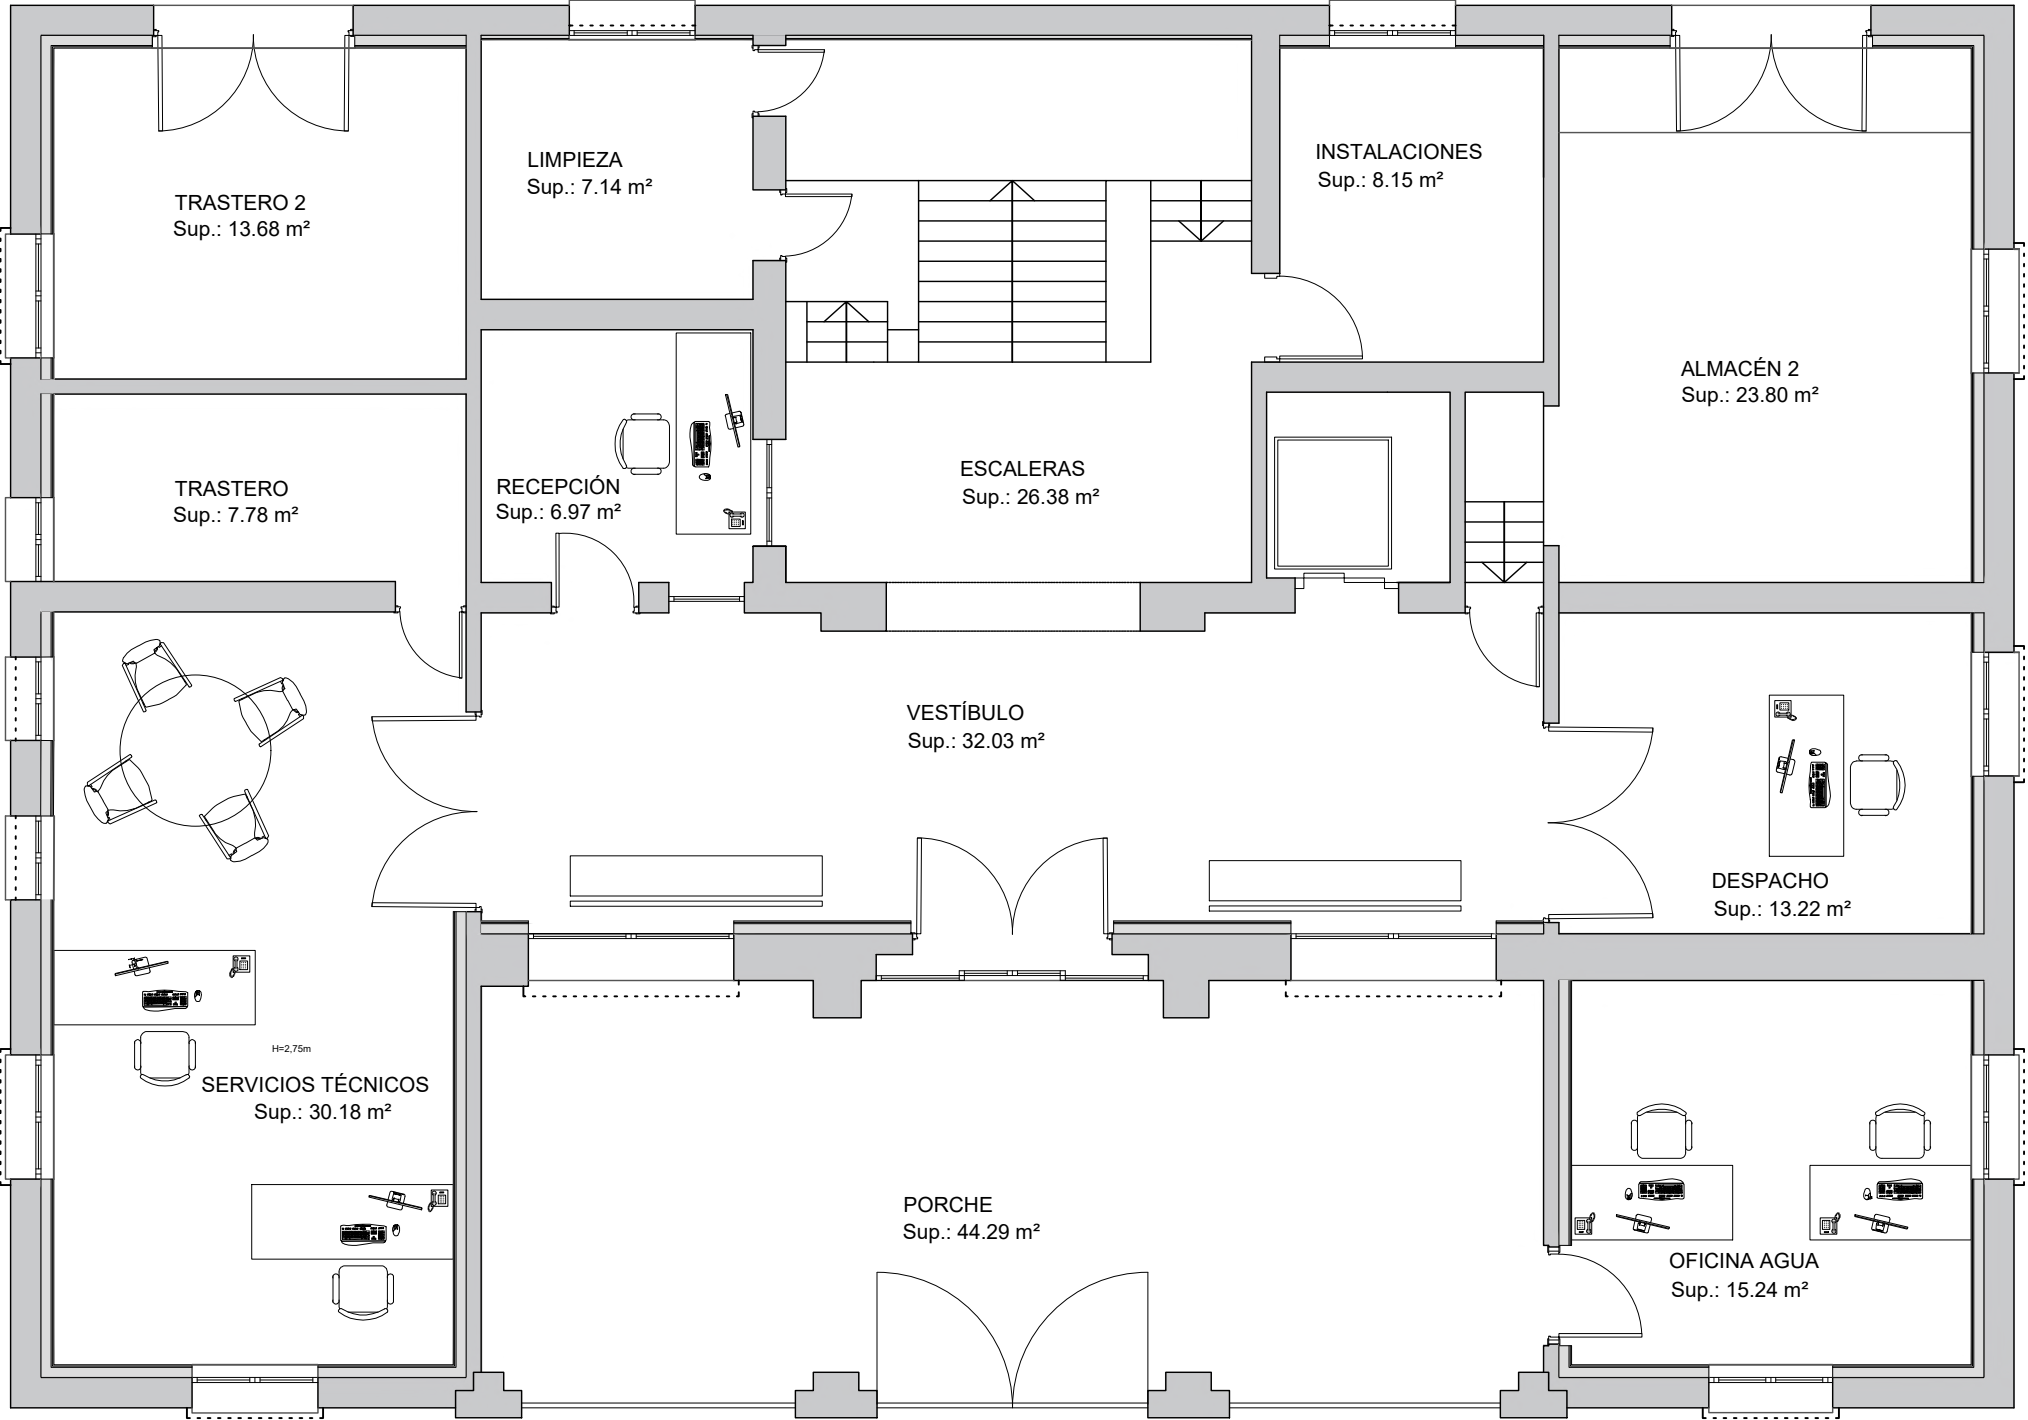 TRASTERO 2
Sup.: 13.68 m²
LIMPIEZA
Sup.: 7.14 m²
INSTALACIONES
Sup.: 8.15 m²
ALMACÉN 2
Sup.: 23.80 m²
TRASTERO
Sup.: 7.78 m²
RECEPCIÓN
Sup.: 6.97 m²
ESCALERAS
Sup.: 26.38 m²
VESTÍBULO
Sup.: 32.03 m²
DESPACHO
Sup.: 13.22 m²
H=2,75m
SERVICIOS TÉCNICOS
Sup.: 30.18 m²
PORCHE
Sup.: 44.29 m²
OFICINA AGUA
Sup.: 15.24 m²